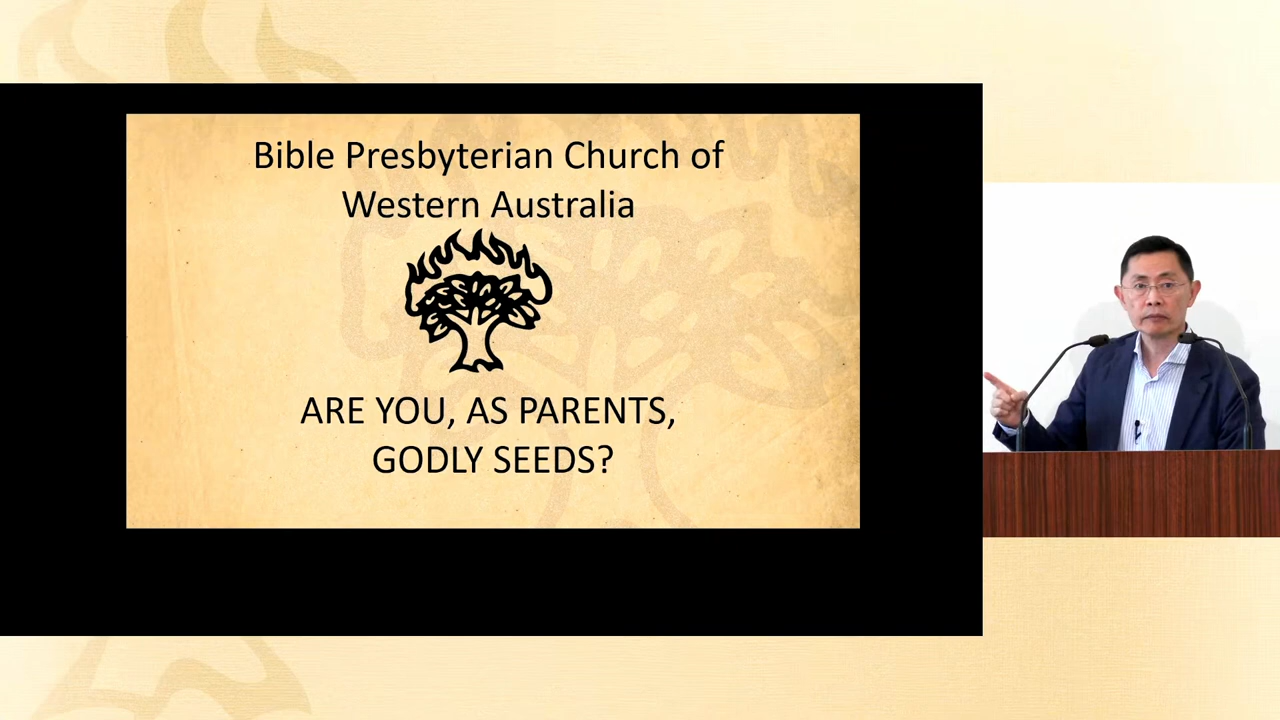 Bible Presbyterian Church of
Western Australia
ARE YOU, AS PARENTS,
GODLY SEEDS?